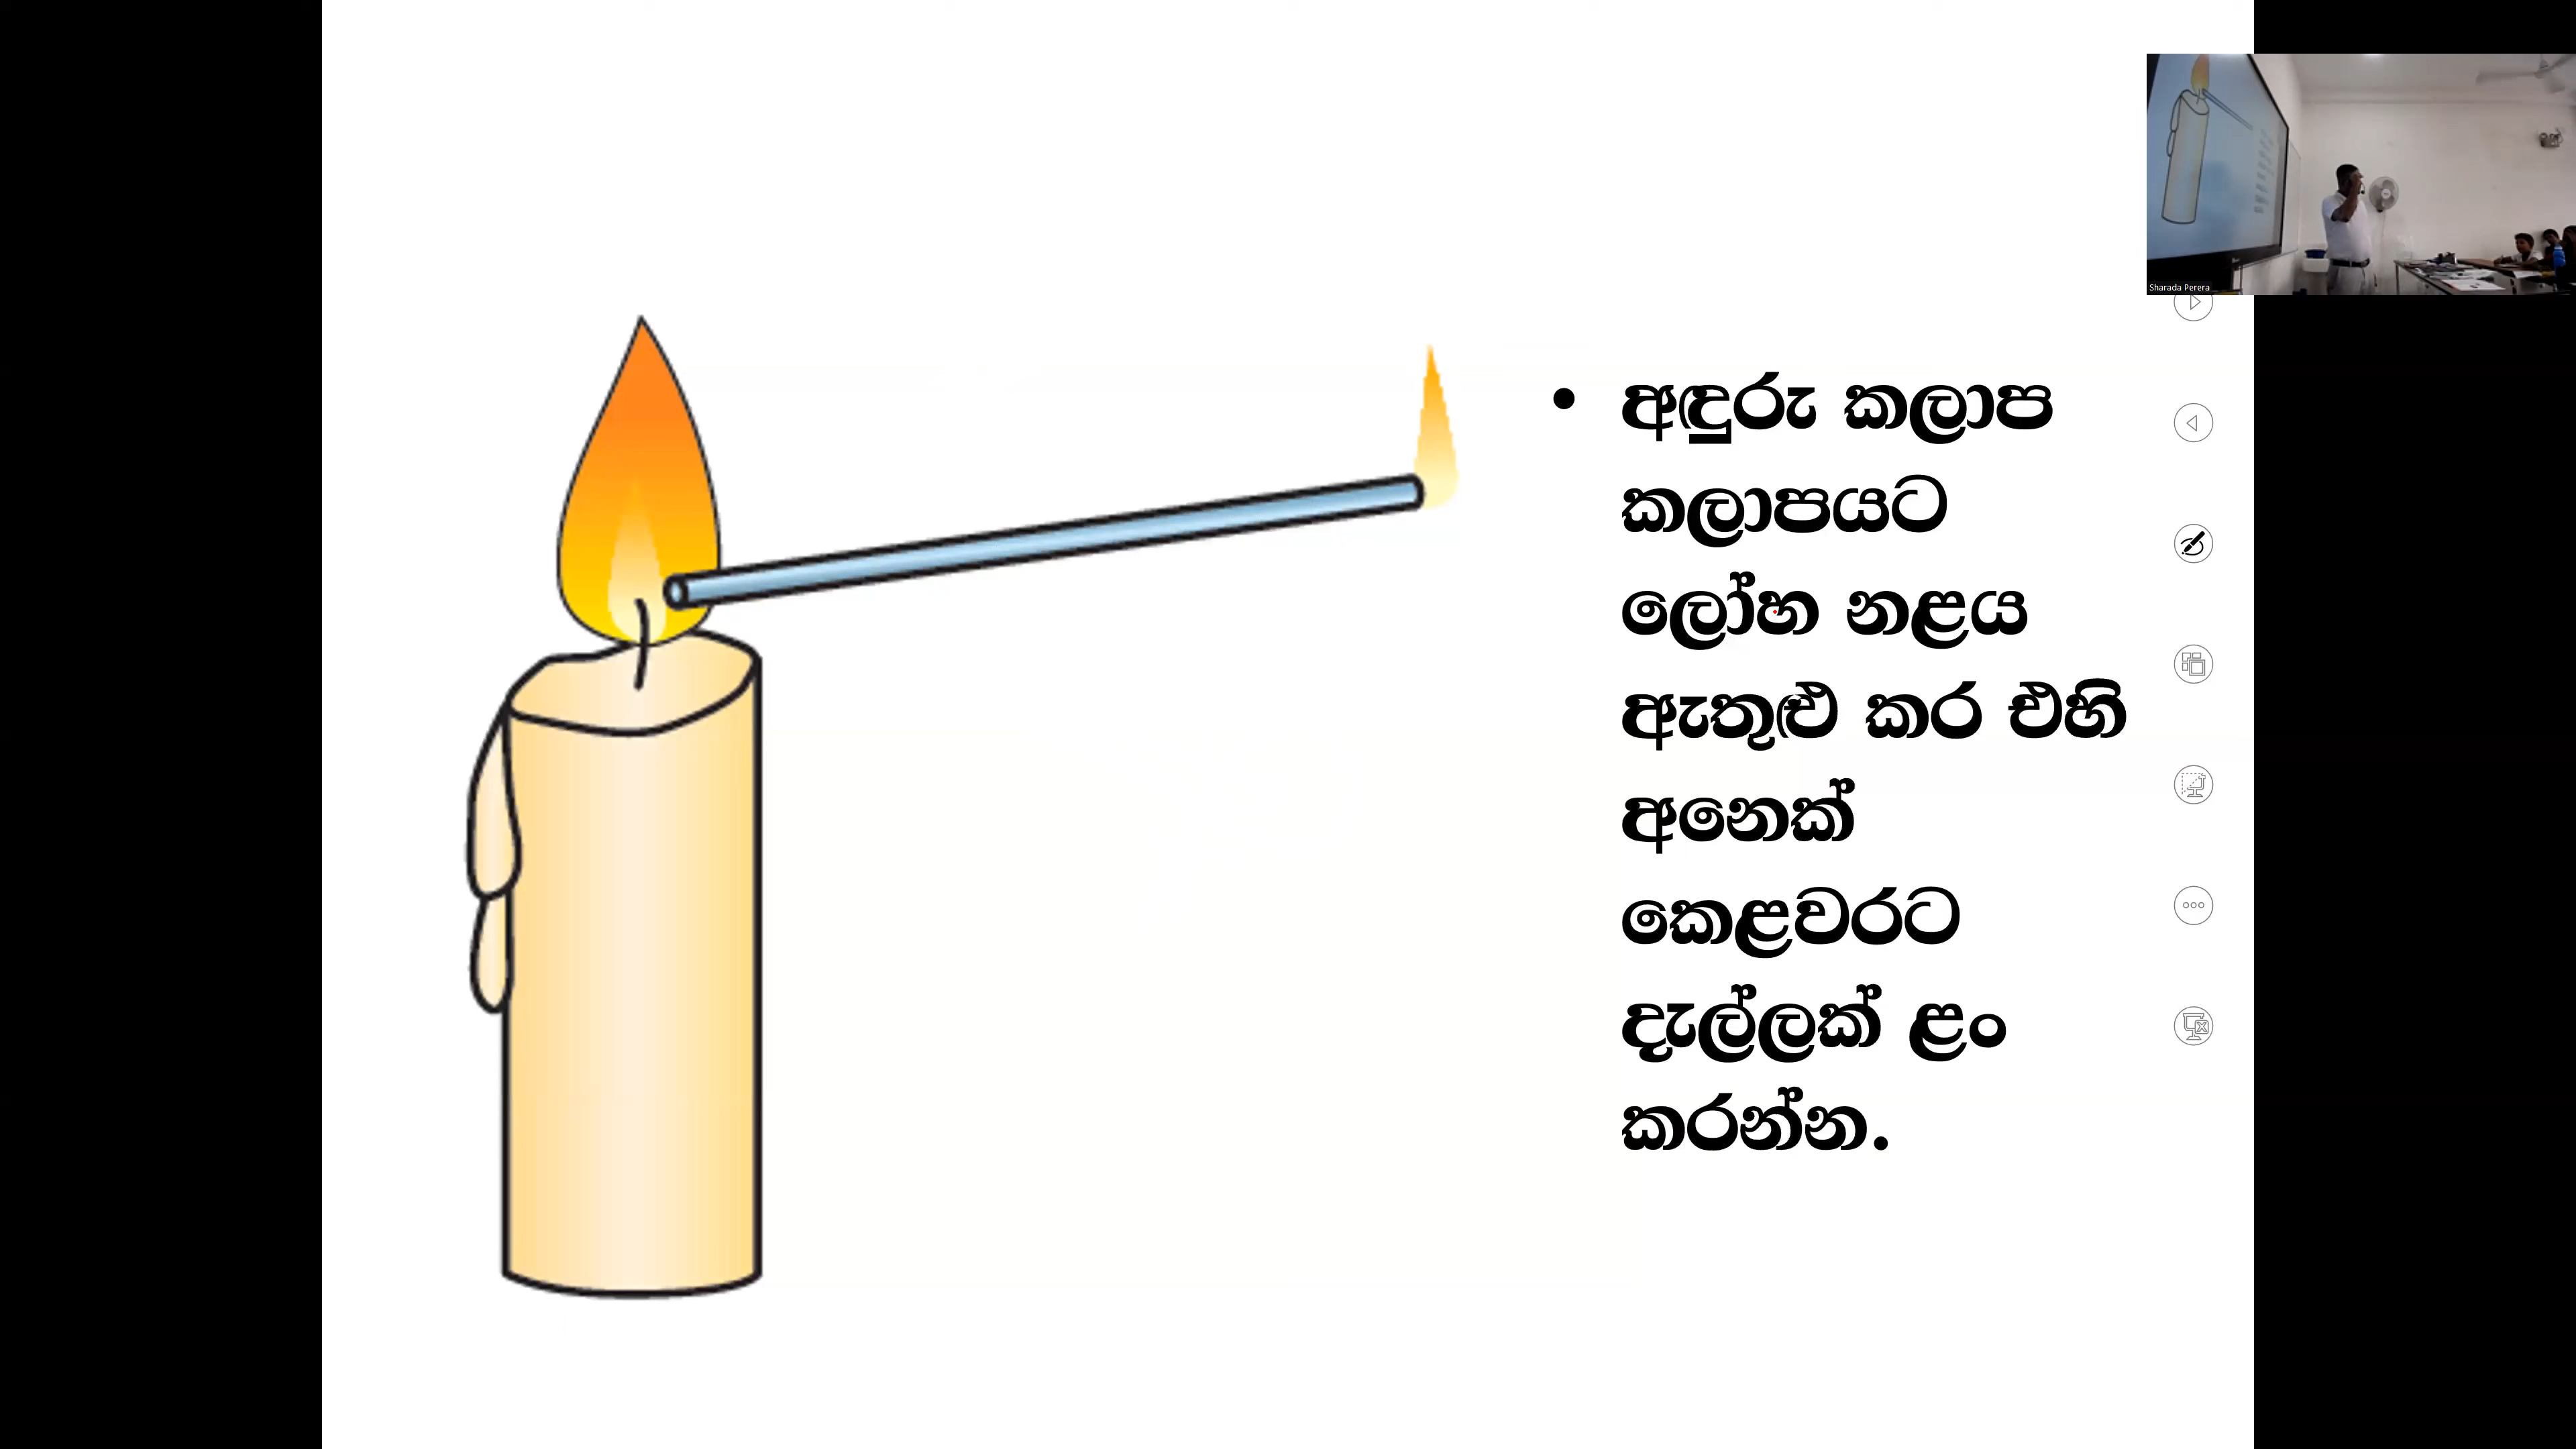 • අඳුරු කලාප
කලාපයට
ලෝහ නළය
ඇතුළු කර එහි
අනෙක්
කෙළවරට
දැල්ලක් ළං
කරන්න.
Sharada Perera